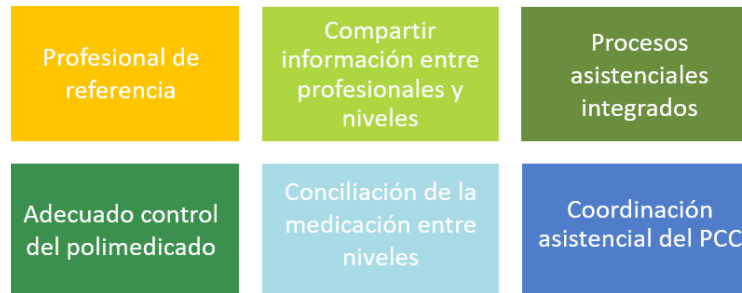 Profesional de
referencia
Compartir
información entre
profesionales y
niveles
Procesos
asistenciales
integrados
Adecuado control
del polimedicado
Conciliación de la
medicación entre
niveles
Coordinación
asistencial del PCC